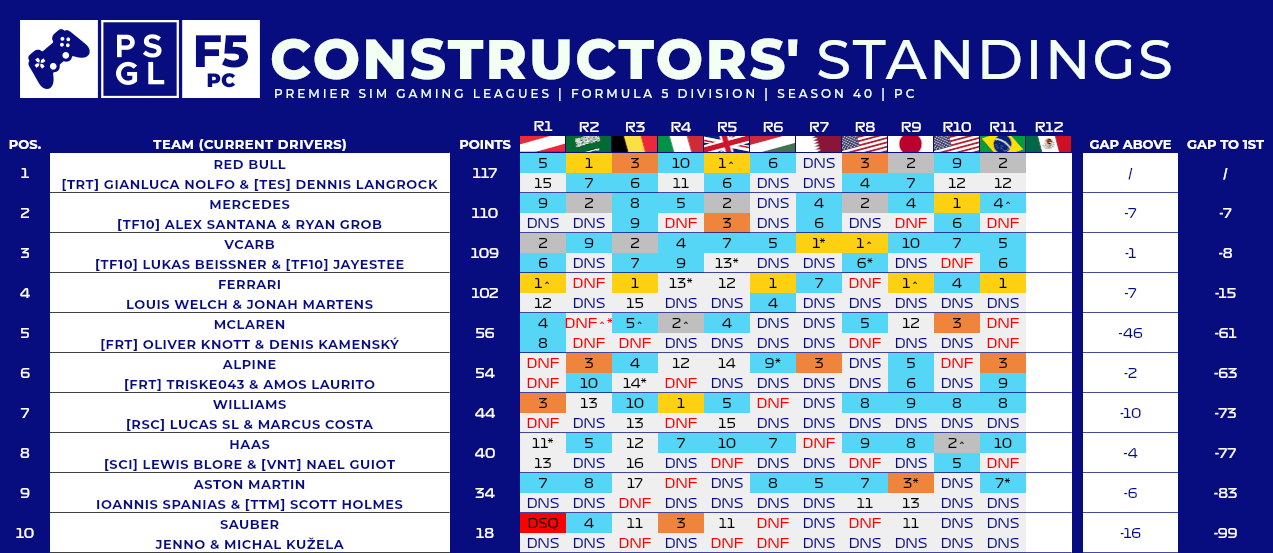 PS GL F5 PC CONSTRUCTORS' STANDINGS
PREMIER SIM GAMING LEAGUES | FORMULA 5 DIVISION | SEASON 40 | PC
R1 R2 R3 R4 R5 R6 R7 R8 R9 R10 R11 R12
POS. TEAM (CURRENT DRIVERS) POINTS GAP ABOVE GAP TO 1ST
RED BULL 5 1 3 10 1^ 6 DNS 3 2 9 2
1 117 / /
[TRT] GIANLUCA NOLFO & [TES] DENNIS LANGROCK 15 7 6 11 6 DNS DNS 4 7 12 12
MERCEDES 9 2 8 5 2 DNS 4 2 4 1 4^
2 110 -7 -7
[TF10] ALEX SANTANA & RYAN GROB DNS DNS 9 DNF 3 DNS 6 DNS DNF 6 DNF
VCARB 2 9 2 4 7 5 1* 1^ 10 7 5
3 109 -1 -8
[TF10] LUKAS BEISSNER & [TF10] JAYESTEE 6 DNS 7 9 13* DNS DNS 6* DNS DNF 6
FERRARI 1^ DNF 1 13* 12 1 7 DNF 1^ 4 1
4 102 -7 -15
LOUIS WELCH & JONAH MARTENS 12 DNS 15 DNS DNS 4 DNS DNS DNS DNS DNS
MCLAREN 4 DNF^* 5^ 2^ 4 DNS DNS 5 12 3 DNF
5 56 -46 -61
[FRT] OLIVER KNOTT & DENIS KAMENSKÝ 8 DNF DNF DNS DNS DNS DNS DNF DNS DNS DNF
ALPINE DNF 3 4 12 14 9* 3 DNS 5 DNF 3
6 54 -2 -63
[FRT] TRISKE043 & AMOS LAURITO DNF 10 14* DNF DNS DNS DNS DNS 6 DNS 9
WILLIAMS 3 13 10 1 5 DNF DNS 8 9 8 8
7 44 -10 -73
[RSC] LUCAS SL & MARCUS COSTA DNF DNS 13 DNF 15 DNS DNS DNS DNS DNS DNS
HAAS 11* 5 12 7 10 7 DNF 9 8 2^ 10
8 40 -4 -77
[SCI] LEWIS BLORE & [VNT] NAEL GUIOT 13 DNS 16 DNS DNF DNS DNS DNF DNS 5 DNF
ASTON MARTIN 7 8 17 DNF DNS 8 5 7 3* DNS 7*
9 34 -6 -83
IOANNIS SPANIAS & [TTM] SCOTT HOLMES DNS DNS DNF DNS DNS DNS DNS 11 13 DNS DNS
SAUBER DSQ 4 11 3 11 DNF DNS DNF 11 DNS DNS
10 18 -16 -99
JENNO & MICHAL KUŽELA DNS DNS DNF DNS DNF DNF DNS DNS DNS DNS DNS